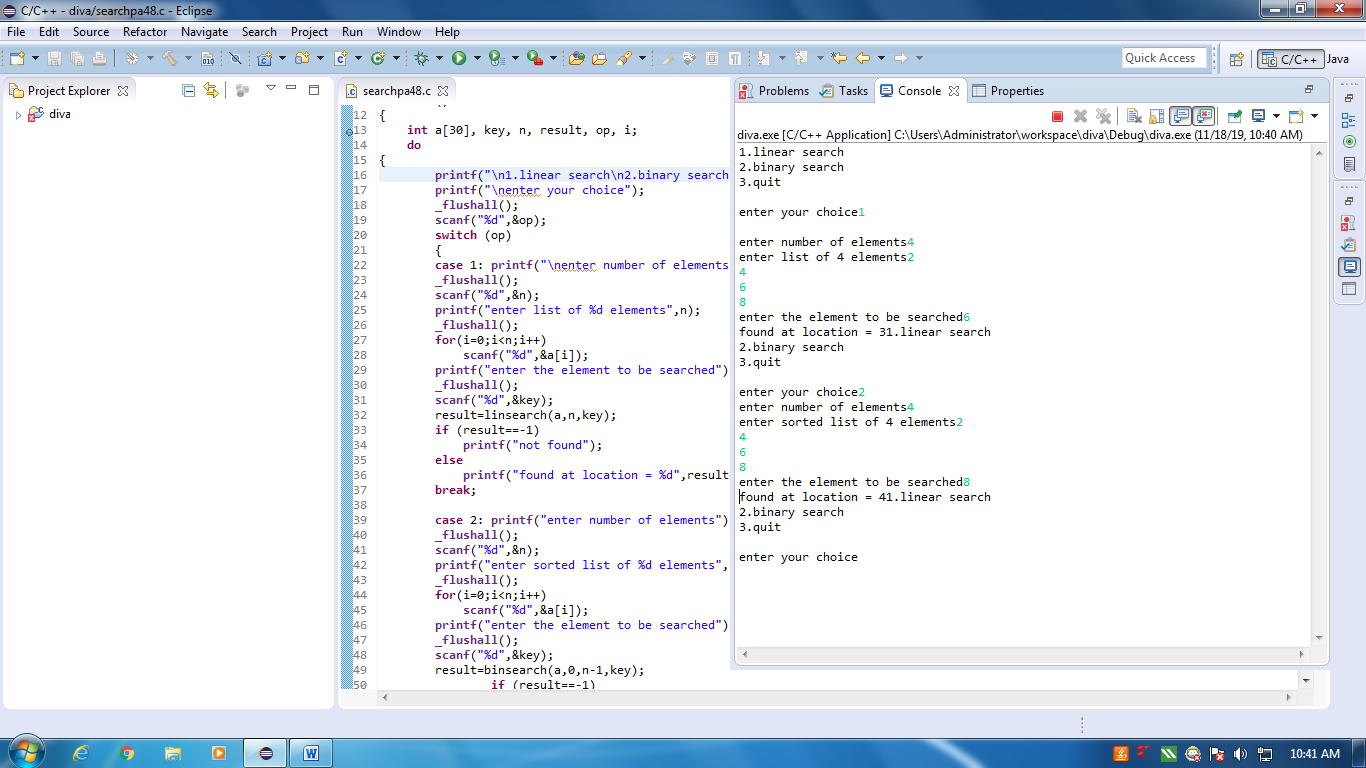 C/C++ - diva/searchpa48.c - Eclipse
File Edit Source Refactor Navigate Search Project Run Window Help
Quick Access
C/C++
Java
Project Explorer
diva
searchpa48.c
12 {
13 int a[30], key, n, result, op, i;
14 do
15 {
16 printf("\n1.linear search\n2.binary search
17 printf("\nenter your choice");
18 _flushall();
19 scanf("%d",&op);
20 switch (op)
21 {
22 case 1: printf("\nenter number of elements
23 _flushall();
24 scanf("%d",&n);
25 printf("enter list of %d elements",n);
26 _flushall();
27 for(i=0;i<n;i++)
28 scanf("%d",&a[i]);
29 printf("enter the element to be searched")
30 _flushall();
31 scanf("%d",&key);
32 result=linsearch(a,n,key);
33 if (result==-1)
34 printf("not found");
35 else
36 printf("found at location = %d",result
37 break;
38
39 case 2: printf("enter number of elements")
40 _flushall();
41 scanf("%d",&n);
42 printf("enter sorted list of %d elements",
43 _flushall();
44 for(i=0;i<n;i++)
45 scanf("%d",&a[i]);
46 printf("enter the element to be searched")
47 _flushall();
48 scanf("%d",&key);
49 result=binsearch(a,0,n-1,key);
50 if (result==-1)
Problems Tasks Console Properties
diva.exe [C/C++ Application] C:\Users\Administrator\workspace\diva\Debug\diva.exe (11/18/19, 10:40 AM)
1.linear search
2.binary search
3.quit
enter your choice1
enter number of elements4
enter list of 4 elements2
4
6
8
enter the element to be searched6
found at location = 31.linear search
2.binary search
3.quit
enter your choice2
enter number of elements4
enter sorted list of 4 elements2
4
6
8
enter the element to be searched8
found at location = 41.linear search
2.binary search
3.quit
enter your choice
10:41 AM